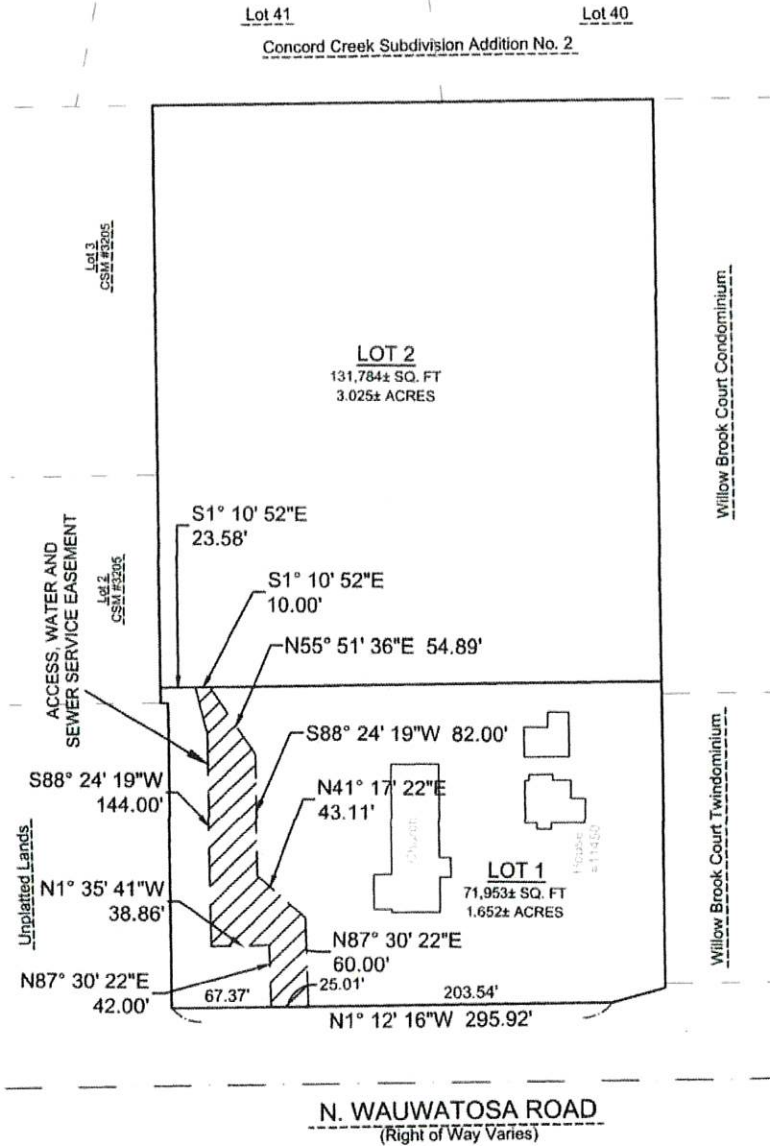 Lot 41
Lot 40
Concord Creek Subdivision Addition No. 2
Lot 3
CSM #3205
LOT 2
131,784± SQ. FT
3.025± ACRES
Willow Brook Court Condominium
S1° 10' 52"E
23.58'
ACCESS, WATER AND
SEWER SERVICE EASEMENT
Lot 2
CSM #3205
S1° 10' 52"E
10.00'
N55° 51' 36"E 54.89'
S88° 24' 19"W 82.00'
S88° 24' 19"W
144.00'
N41° 17' 22"E
43.11'
Church
House
#11450
LOT 1
71,953± SQ. FT
1.652± ACRES
Willow Brook Court Twindominium
Unplatted Lands
N1° 35' 41"W
38.86'
N87° 30' 22"E
60.00'
N87° 30' 22"E
42.00'
67.37'
25.01'
203.54'
N1° 12' 16"W 295.92'
N. WAUWATOSA ROAD
(Right of Way Varies)